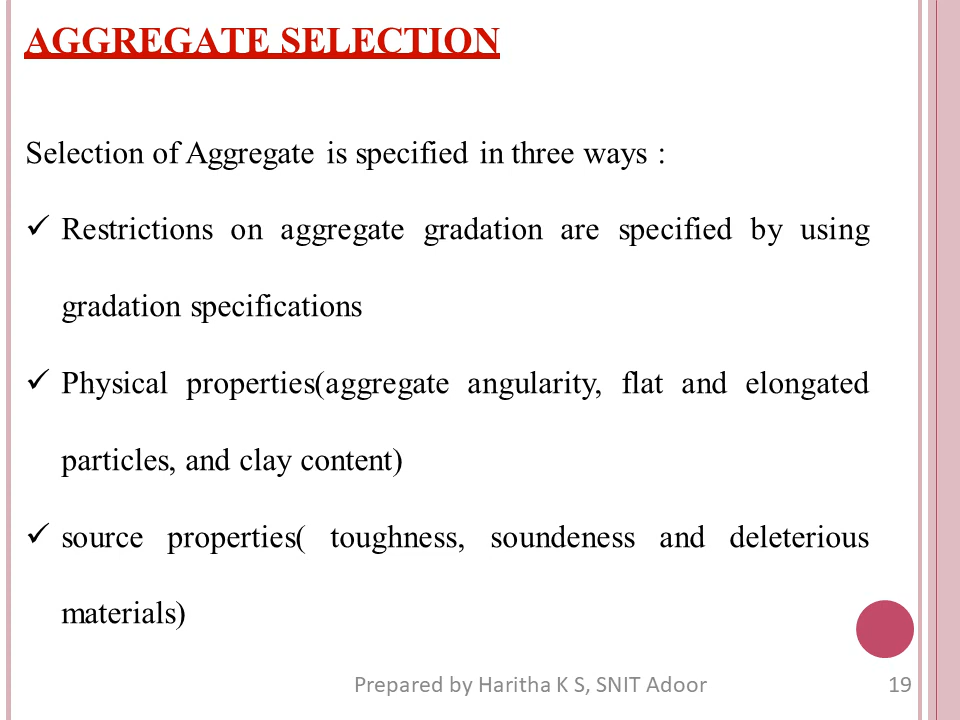 AGGREGATE SELECTION
Selection of Aggregate is specified in three ways :
✓ Restrictions on aggregate gradation are specified by using
gradation specifications
✓ Physical properties(aggregate angularity, flat and elongated
particles, and clay content)
✓ source properties( toughness, soundeness and deleterious
materials)
Prepared by Haritha K S, SNIT Adoor 19